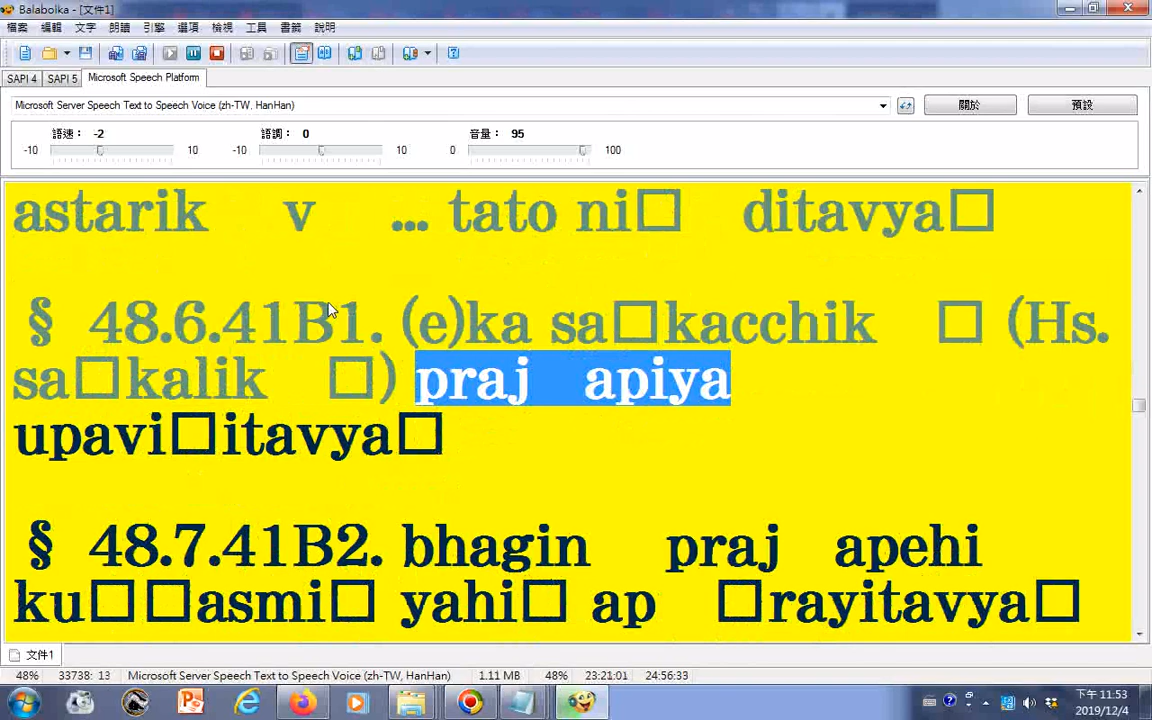 Balabolka - [文件1]
檔案 編輯 文字 朗讀 引擎 選項 檢視 工具 書籤 說明
SAPI 4 SAPI 5 Microsoft Speech Platform
Microsoft Server Speech Text to Speech Voice (zh-TW, HanHan) 關於 預設
語速： -2 語調： 0 音量： 95
-10 10 -10 10 0 100
astarik v ... tato ni□ ditavya□
§ 48.6.41B1. (e)ka sa□kacchik □ (Hs.
sa□kalik □) praj apiya
upavi□itavya□
§ 48.7.41B2. bhagin praj apehi
ku□□asmi□ yahi□ ap □rayitavya□
文件1
48% 33738: 13 Microsoft Server Speech Text to Speech Voice (zh-TW, HanHan) 1.11 MB 48% 23:21:01 24:56:33
下午 11:53
2019/12/4